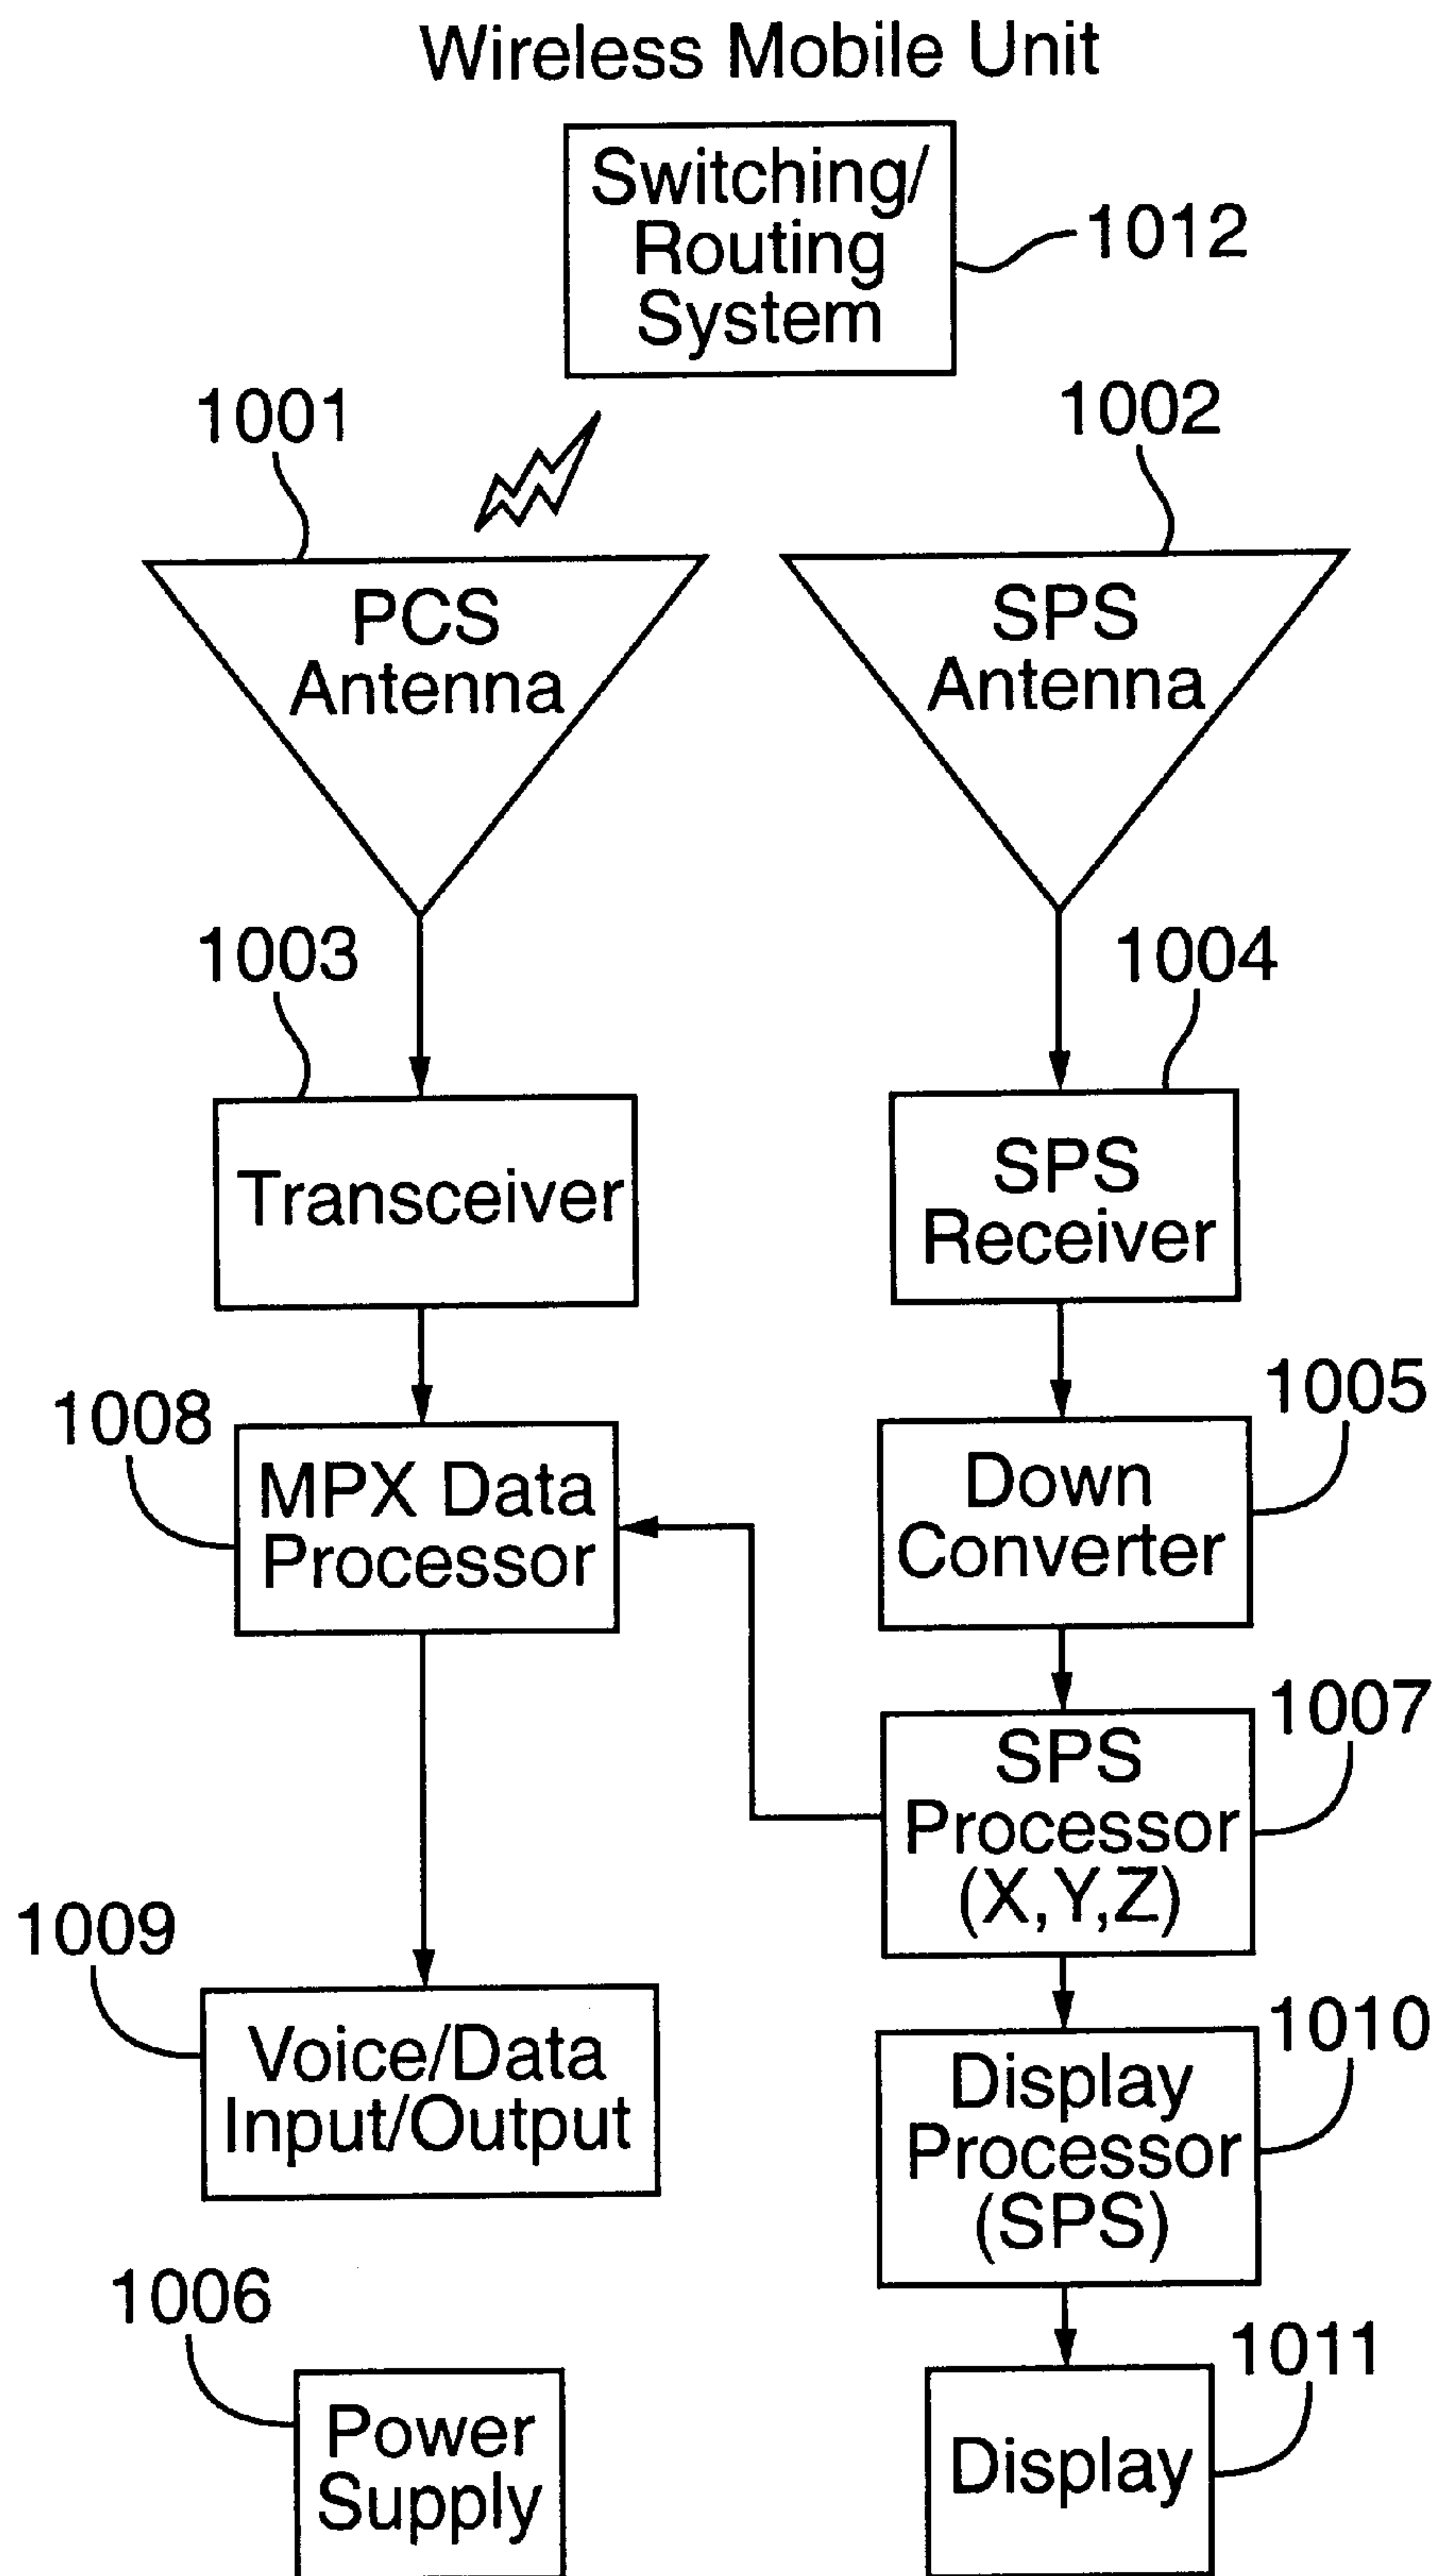 Wireless Mobile Unit
Switching/
Routing
System
1012
1001
1002
PCS
Antenna
SPS
Antenna
1003
1004
Transceiver
SPS
Receiver
1008
1005
MPX Data
Processor
Down
Converter
1007
SPS
Processor
(X,Y,Z)
1009
Voice/Data
Input/Output
1010
Display
Processor
(SPS)
1006
Power
Supply
1011
Display